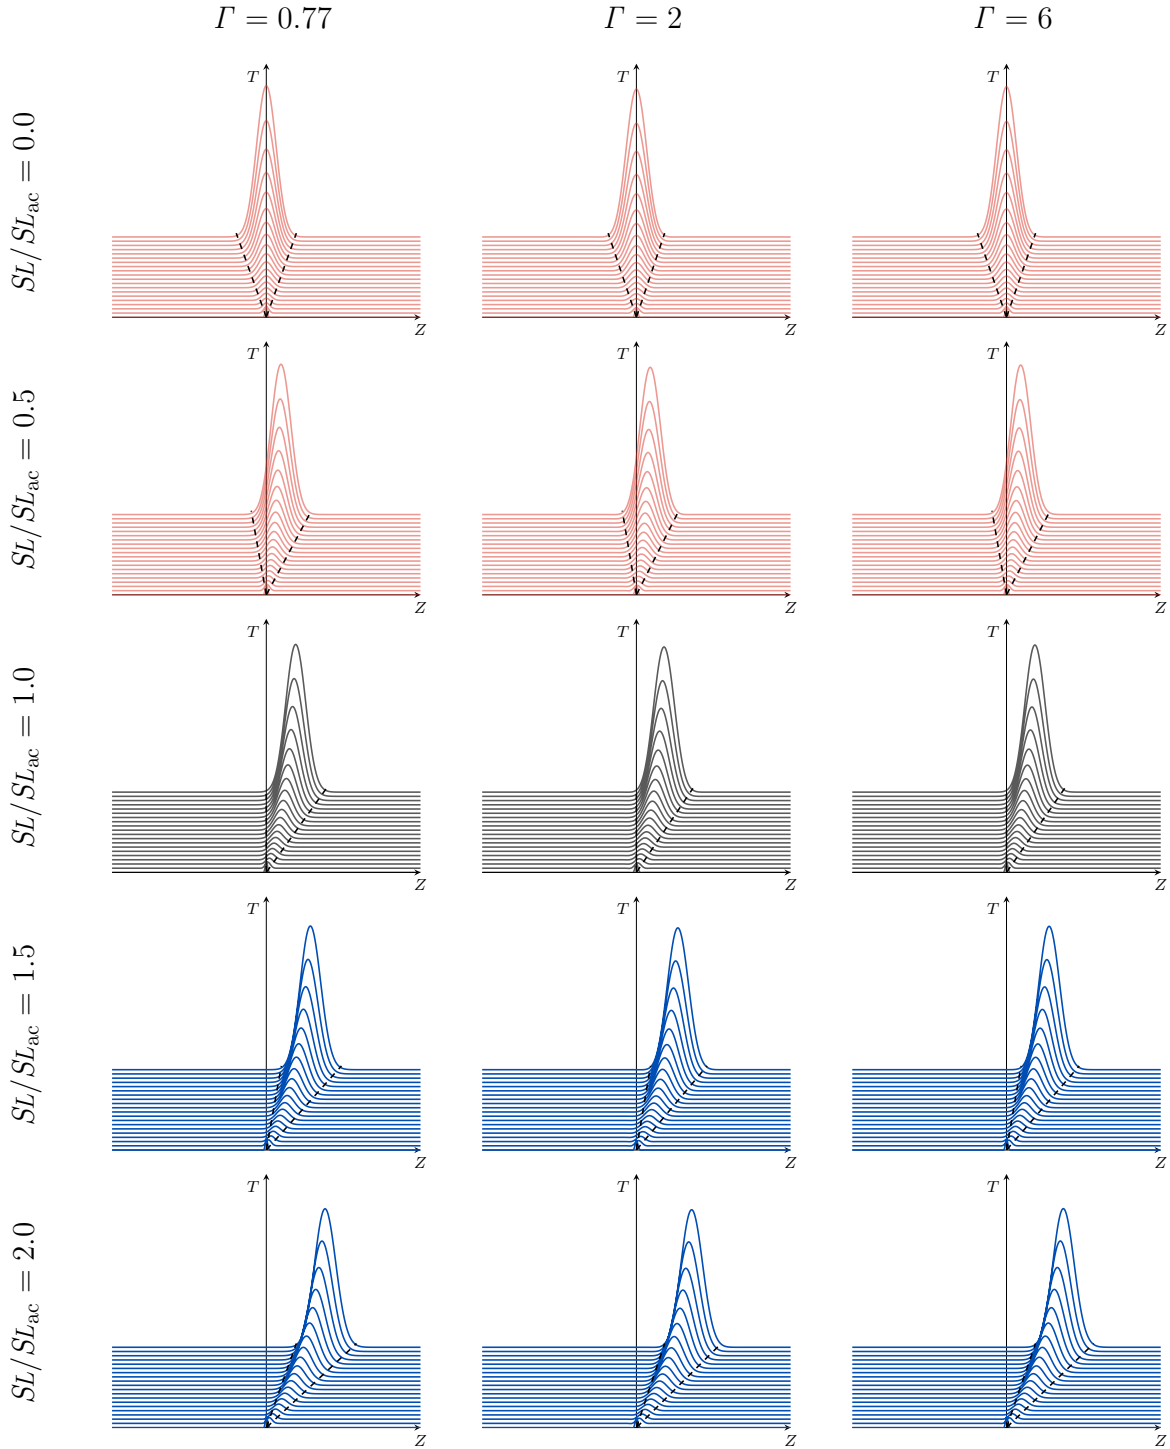 Γ = 0.77 Γ = 2 Γ = 6
SL/SL_ac = 0.0
T T T
Z Z Z
SL/SL_ac = 0.5
T T T
Z Z Z
SL/SL_ac = 1.0
T T T
Z Z Z
SL/SL_ac = 1.5
T T T
Z Z Z
SL/SL_ac = 2.0
T T T
Z Z Z